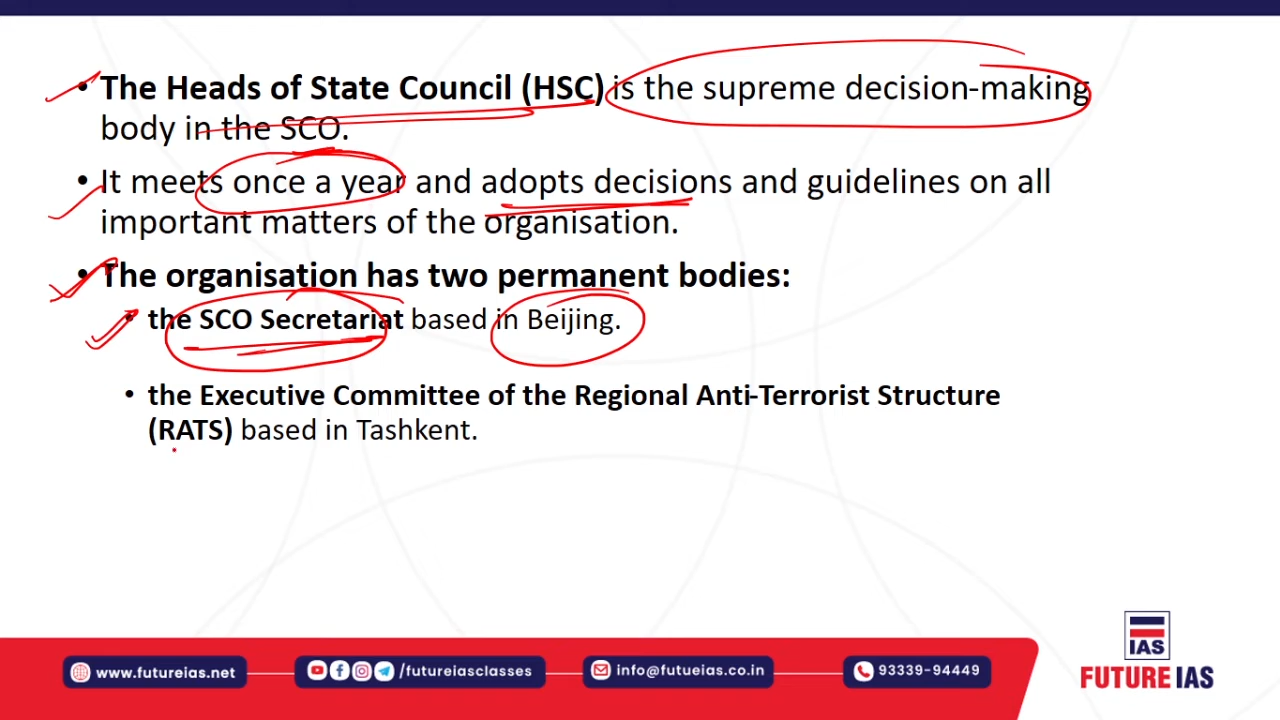 • The Heads of State Council (HSC) is the supreme decision-making
body in the SCO.
• It meets once a year and adopts decisions and guidelines on all
important matters of the organisation.
• The organisation has two permanent bodies:
• the SCO Secretariat based in Beijing.
• the Executive Committee of the Regional Anti-Terrorist Structure
(RATS) based in Tashkent.
IAS
www.futureias.net
/futureiasclasses
info@futueias.co.in
93339-94449
FUTURE IAS